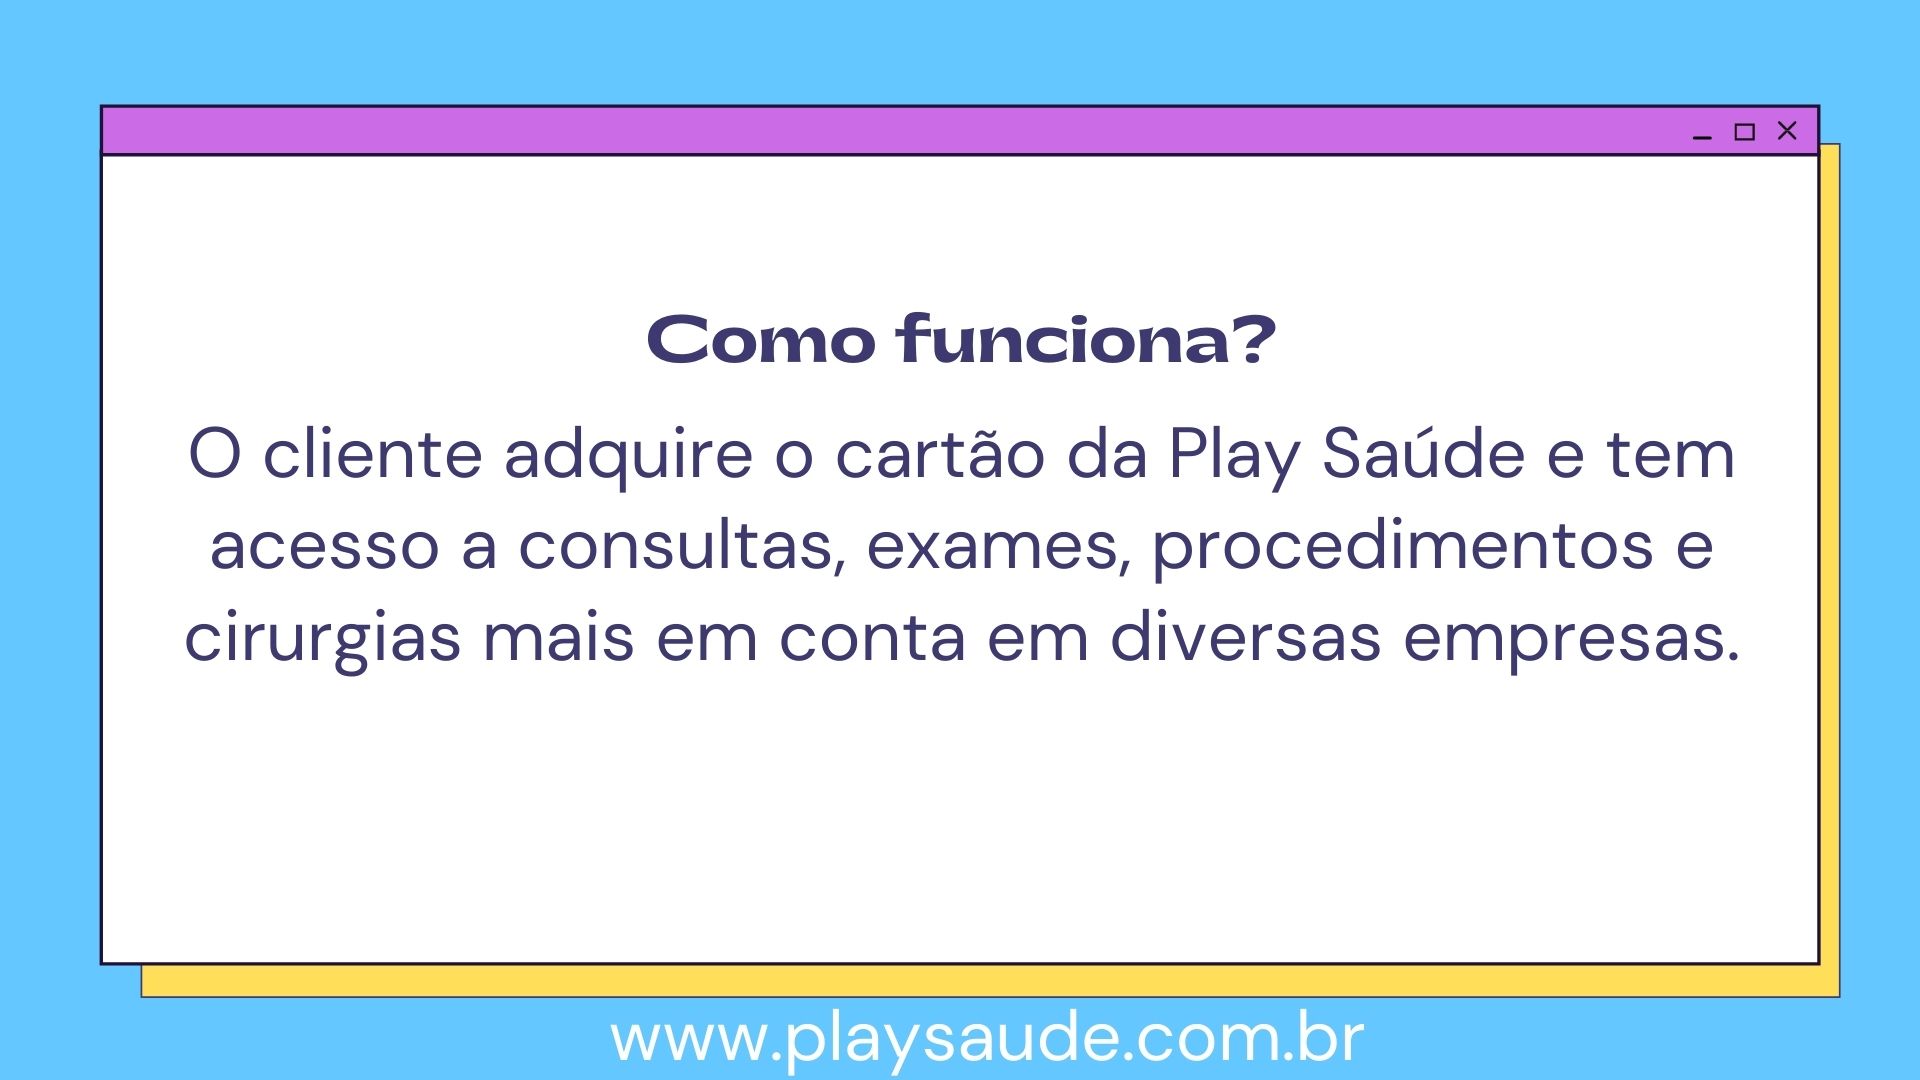 Como funciona?
O cliente adquire o cartão da Play Saúde e tem
acesso a consultas, exames, procedimentos e
cirurgias mais em conta em diversas empresas.
www.playsaude.com.br